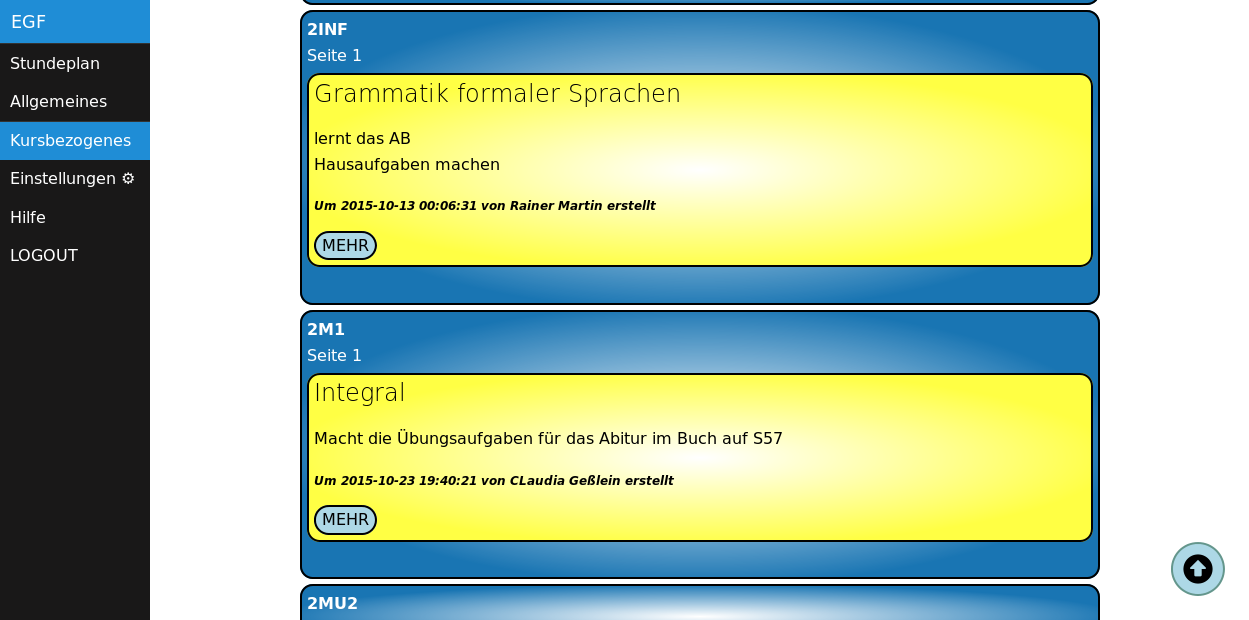 EGF
Stundeplan
Allgemeines
Kursbezogenes
Einstellungen ⚙
Hilfe
LOGOUT
2INF
Seite 1
Grammatik formaler Sprachen
lernt das AB
Hausaufgaben machen
Um 2015-10-13 00:06:31 von Rainer Martin erstellt
MEHR
2M1
Seite 1
Integral
Macht die Übungsaufgaben für das Abitur im Buch auf S57
Um 2015-10-23 19:40:21 von CLaudia Geßlein erstellt
MEHR
2MU2